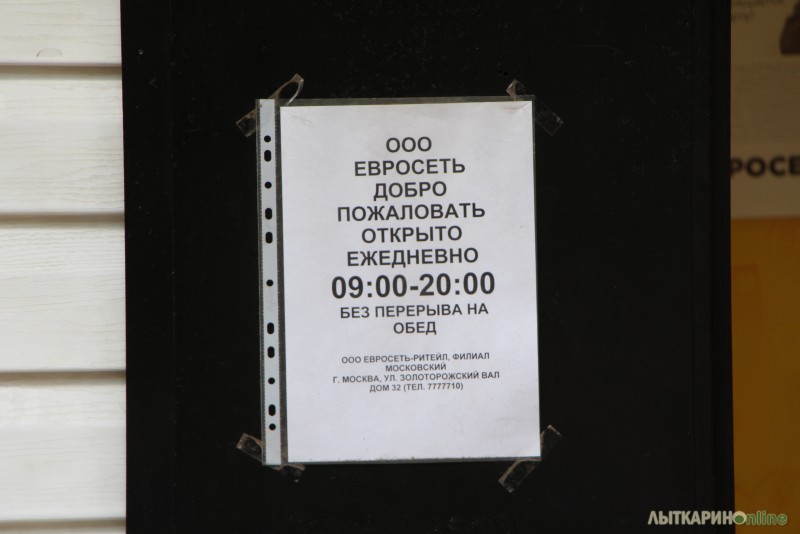 ООО
ЕВРОСЕТЬ
ДОБРО
ПОЖАЛОВАТЬ
ОТКРЫТО
ЕЖЕДНЕВНО
09:00-20:00
БЕЗ ПЕРЕРЫВА НА
ОБЕД
ООО ЕВРОСЕТЬ-РИТЕЙЛ, ФИЛИАЛ
МОСКОВСКИЙ
Г. МОСКВА, УЛ. ЗОЛОТОРОЖСКИЙ ВАЛ
ДОМ 32 (ТЕЛ. 7777710)
РОСЕ
ЛЫТКАРИНОonline